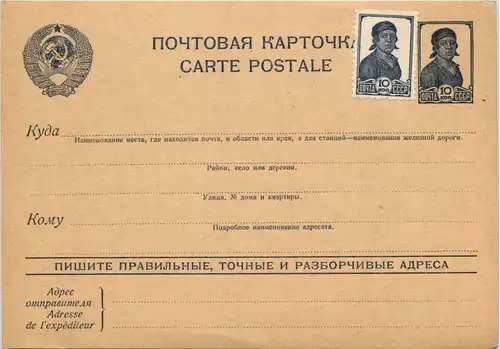 ПОЧТОВАЯ КАРТОЧКА
CARTE POSTALE
10 КОП.
ПОЧТА СССР
10 КОП.
ПОЧТА СССР
Куда
Наименование места, где находится почта, и области или края, а для станций—наименование железной дороги.
Район, село или деревня.
Улица, № дома и квартиры.
Кому
Подробное наименование адресата.
ПИШИТЕ ПРАВИЛЬНЫЕ, ТОЧНЫЕ И РАЗБОРЧИВЫЕ АДРЕСА
Адрес
отправителя
Adresse
de l'expéditeur